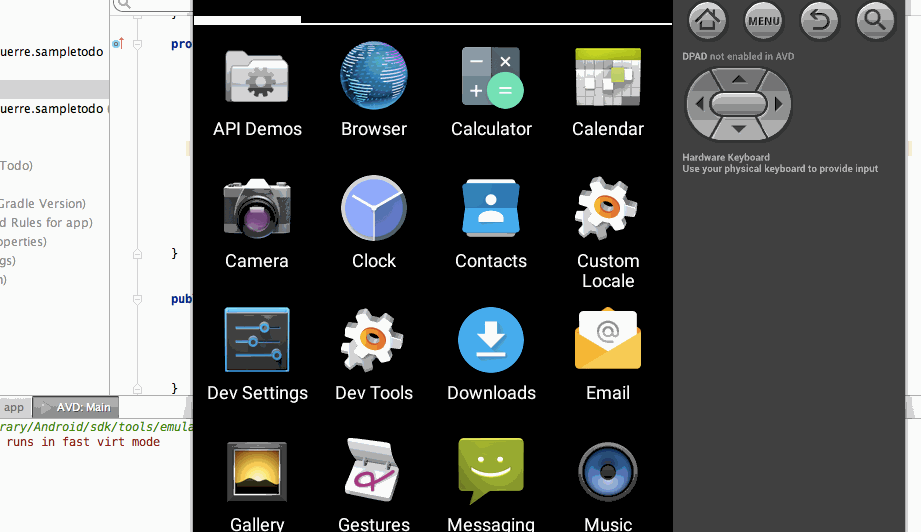 }
uerre.sampletodo
pro
uerre.sampletodo (
Todo)
Gradle Version)
d Rules for app)
operties)
gs)
n)
}
pub
}
app
AVD: Main
rary/Android/sdk/tools/emula
runs in fast virt mode
API Demos
Browser
Calculator
Calendar
Camera
Clock
Contacts
Custom
Locale
Dev Settings
Dev Tools
Downloads
Email
Gallery
Gestures
Messaging
Music
MENU
DPAD not enabled in AVD
Hardware Keyboard
Use your physical keyboard to provide input